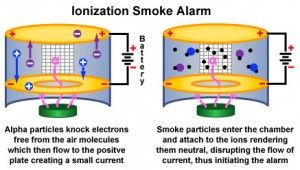 Ionization Smoke Alarm
+
-
+
-
+
-
+
-
Battery
Alpha particles knock electrons
free from the air molecules
which then flow to the positve
plate creating a small current
Smoke particles enter the chamber
and attach to the ions rendering
them neutral, disrupting the flow
of current, thus initiating the alarm